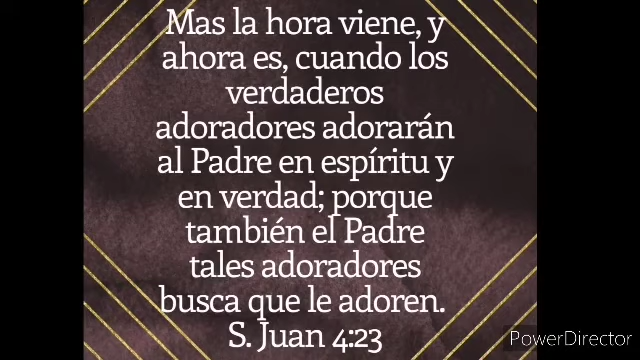 Mas la hora viene, y
ahora es, cuando los
verdaderos
adoradores adorarán
al Padre en espíritu y
en verdad; porque
también el Padre
tales adoradores
busca que le adoren.
S. Juan 4:23
PowerDirector